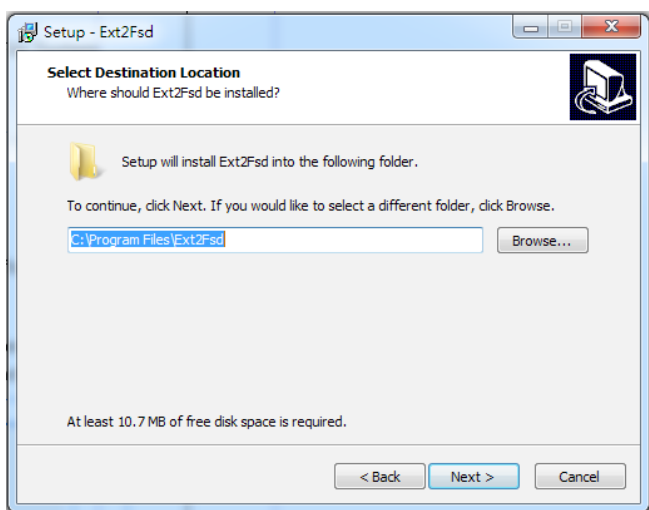 Setup - Ext2Fsd
Select Destination Location
Where should Ext2Fsd be installed?
Setup will install Ext2Fsd into the following folder.
To continue, click Next. If you would like to select a different folder, click Browse.
C:\Program Files\Ext2Fsd
Browse...
At least 10.7 MB of free disk space is required.
< Back
Next >
Cancel